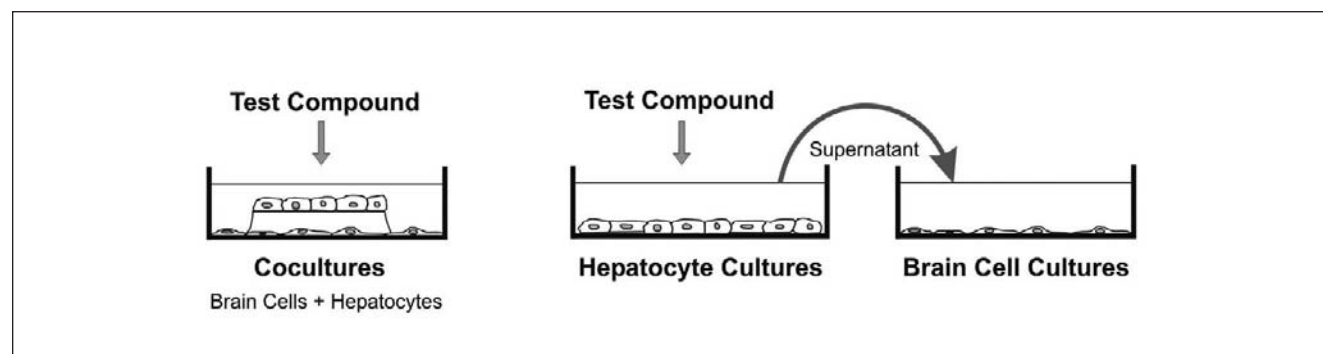 Test Compound
Cocultures
Brain Cells + Hepatocytes
Test Compound
Supernatant
Hepatocyte Cultures
Brain Cell Cultures